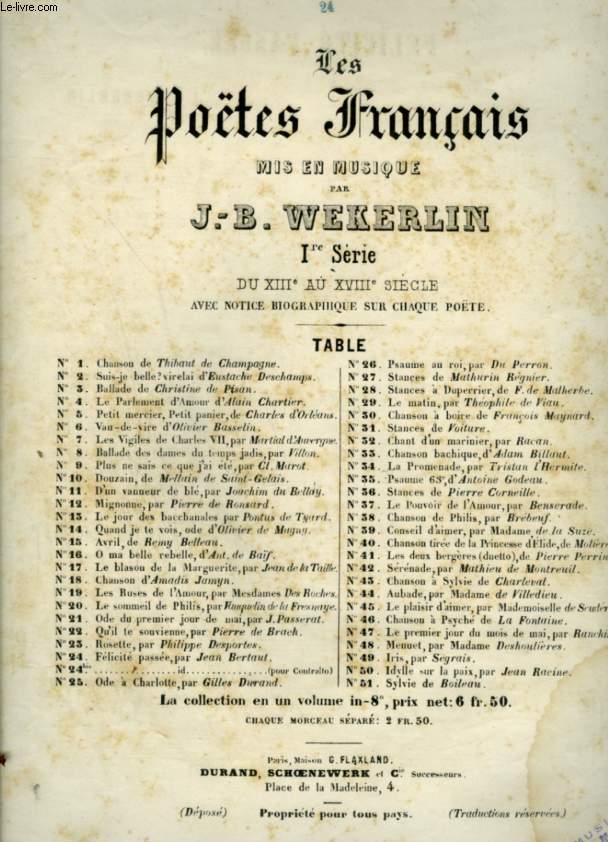 Le-livre.com
24
Les
Poëtes Français
MIS EN MUSIQUE
PAR
J.-B. WEKERLIN
Ire Série
DU XIIIe AU XVIIIe SIÈCLE
AVEC NOTICE BIOGRAPHIQUE SUR CHAQUE POËTE.
TABLE
No 1. Chanson de Thibaut de Champagne.
No 2. Suis-je belle? virelai d'Eustache Deschamps.
No 3. Ballade de Christine de Pisan.
No 4. Le Parlement d'Amour d'Alain Chartier.
No 5. Petit mercier, Petit panier, de Charles d'Orléans.
No 6. Vau-de-vire d'Olivier Basselin.
No 7. Les Vigiles de Charles VII, par Martial d'Auvergne.
No 8. Ballade des dames du temps jadis, par Villon.
No 9. Plus ne sais ce que j'ai été, par Cl. Marot.
No 10. Douzain, de Mellain de Saint-Gelais.
No 11. D'un vanneur de blé, par Joachim du Bellay.
No 12. Mignonne, par Pierre de Ronsard.
No 13. Le jour des bacchanales par Pontus de Tyard.
No 14. Quand je te vois, ode d'Olivier de Magny.
No 15. Avril, de Remy Belleau.
No 16. O ma belle rebelle, d'Ant. de Baïf.
No 17. Le blason de la Marguerite, par Jean de la Taille.
No 18. Chanson d'Amadis Jamyn.
No 19. Les Ruses de l'Amour, par Mesdames Des Roches.
No 20. Le sommeil de Philis, par Vauquelin de la Fresnaye.
No 21. Ode du premier jour de mai, par J. Passerat.
No 22. Qu'il te souvienne, par Pierre de Brach.
No 23. Rosette, par Philippe Desportes.
No 24. Félicité passée, par Jean Bertaut.
No 24bis ..................id..................(pour Contralto)
No 25. Ode à Charlotte, par Gilles Durand.
No 26. Psaume au roi, par Du Perron.
No 27. Stances de Mathurin Régnier.
No 28. Stances à Duperrier, de F. de Malherbe.
No 29. Le matin, par Théophile de Viau.
No 30. Chanson à boire de François Maynard.
No 31. Stances de Voiture.
No 32. Chant d'un marinier, par Racan.
No 33. Chanson bachique, d'Adam Billaut.
No 34. La Promenade, par Tristan l'Hermite.
No 35. Psaume 63e, d'Antoine Godeau.
No 36. Stances de Pierre Corneille.
No 37. Le Pouvoir de l'Amour, par Benserade.
No 38. Chanson de Philis, par Brébeuf.
No 39. Conseil d'aimer, par Madame de la Suze.
No 40. Chanson tirée de la Princesse d'Élide, de Molière
No 41. Les deux bergères (duetto), de Pierre Perrin
No 42. Sérénade, par Mathieu de Montreuil.
No 43. Chanson à Sylvie de Charleval.
No 44. Aubade, par Madame de Villedieu.
No 45. Le plaisir d'aimer, par Mademoiselle de Scudér
No 46. Chanson à Psyché de La Fontaine.
No 47. Le premier jour du mois de mai, par Ranchin
No 48. Menuet, par Madame Deshoulières.
No 49. Iris, par Segrais.
No 50. Idylle sur la paix, par Jean Racine.
No 51. Sylvie de Boileau.
La collection en un volume in-8o, prix net: 6 fr. 50.
CHAQUE MORCEAU SÉPARÉ: 2 FR. 50.
Paris, Maison G. FLAXLAND.
DURAND, SCHŒNEWERK et Cie Successeurs.
Place de la Madeleine, 4.
(Déposé) Propriété pour tous pays. (Traductions réservées)
MUSI